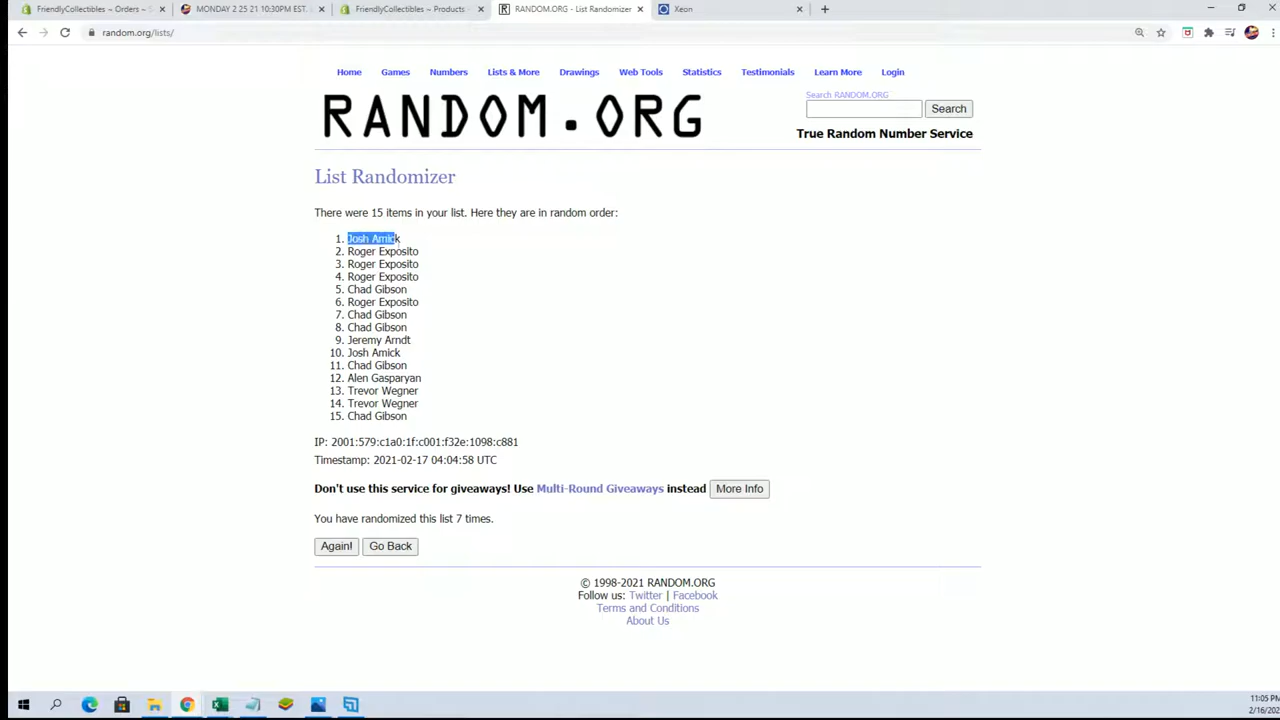 FriendlyCollectibles ~ Orders ~ S
MONDAY 2 25 21 10:30PM EST.
FriendlyCollectibles ~ Products ~
RANDOM.ORG - List Randomizer
Xeon
random.org/lists/
Home Games Numbers Lists & More Drawings Web Tools Statistics Testimonials Learn More Login
Search RANDOM.ORG
RANDOM.ORG
Search
True Random Number Service
List Randomizer
There were 15 items in your list. Here they are in random order:
1. Josh Amick
2. Roger Exposito
3. Roger Exposito
4. Roger Exposito
5. Chad Gibson
6. Roger Exposito
7. Chad Gibson
8. Chad Gibson
9. Jeremy Arndt
10. Josh Amick
11. Chad Gibson
12. Alen Gasparyan
13. Trevor Wegner
14. Trevor Wegner
15. Chad Gibson
IP: 2001:579:c1a0:1f:c001:f32e:1098:c881
Timestamp: 2021-02-17 04:04:58 UTC
Don't use this service for giveaways! Use Multi-Round Giveaways instead More Info
You have randomized this list 7 times.
Again! Go Back
© 1998-2021 RANDOM.ORG
Follow us: Twitter | Facebook
Terms and Conditions
About Us
11:05 PM
2/16/202